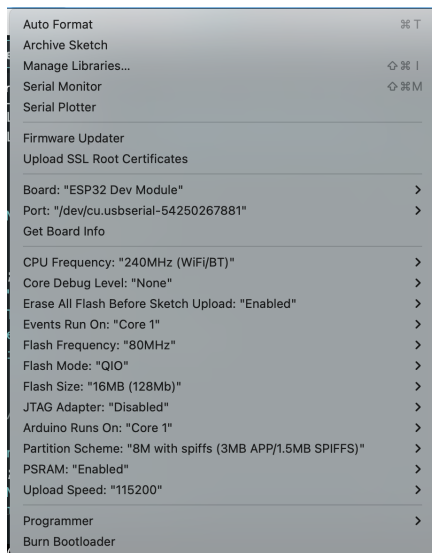 Auto Format ⌘ T
Archive Sketch
Manage Libraries... ⇧ ⌘ I
Serial Monitor ⇧ ⌘ M
Serial Plotter
Firmware Updater
Upload SSL Root Certificates
Board: "ESP32 Dev Module"
Port: "/dev/cu.usbserial-54250267881"
Get Board Info
CPU Frequency: "240MHz (WiFi/BT)"
Core Debug Level: "None"
Erase All Flash Before Sketch Upload: "Enabled"
Events Run On: "Core 1"
Flash Frequency: "80MHz"
Flash Mode: "QIO"
Flash Size: "16MB (128Mb)"
JTAG Adapter: "Disabled"
Arduino Runs On: "Core 1"
Partition Scheme: "8M with spiffs (3MB APP/1.5MB SPIFFS)"
PSRAM: "Enabled"
Upload Speed: "115200"
Programmer
Burn Bootloader